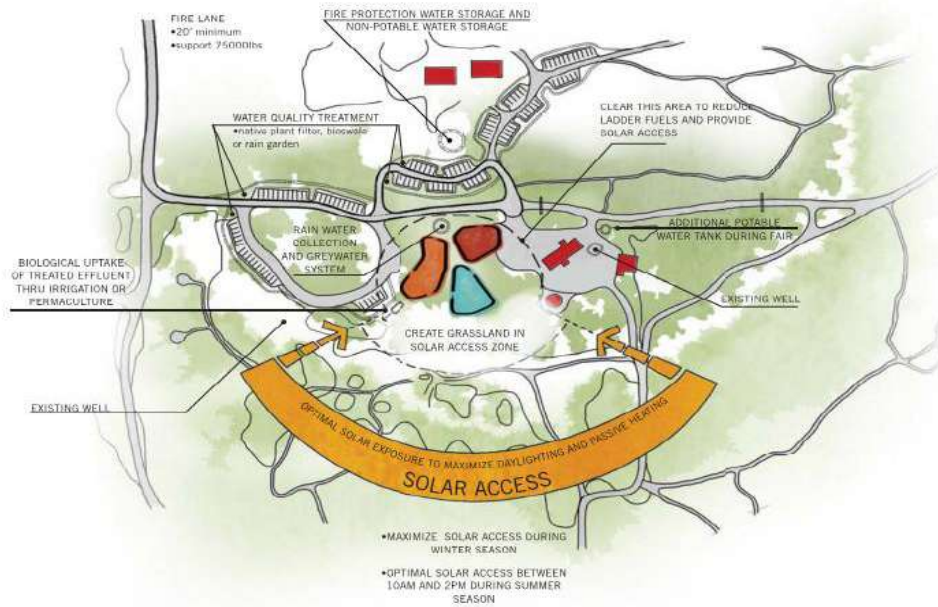 FIRE LANE
•20' minimum
•support 75000lbs
FIRE PROTECTION WATER STORAGE AND
NON-POTABLE WATER STORAGE
WATER QUALITY TREATMENT
•native plant filter, bioswale
or rain garden
CLEAR THIS AREA TO REDUCE
LADDER FUELS AND PROVIDE
SOLAR ACCESS
RAIN WATER
COLLECTION
AND GREYWATER
SYSTEM
ADDITIONAL POTABLE
WATER TANK DURING FAIR
BIOLOGICAL UPTAKE
OF TREATED EFFLUENT
THRU IRRIGATION OR
PERMACULTURE
EXISTING WELL
CREATE GRASSLAND IN
SOLAR ACCESS ZONE
EXISTING WELL
OPTIMAL SOLAR EXPOSURE TO MAXIMIZE DAYLIGHTING AND PASSIVE HEATING
SOLAR ACCESS
•MAXIMIZE SOLAR ACCESS DURING
WINTER SEASON
•OPTIMAL SOLAR ACCESS BETWEEN
10AM AND 2PM DURING SUMMER
SEASON